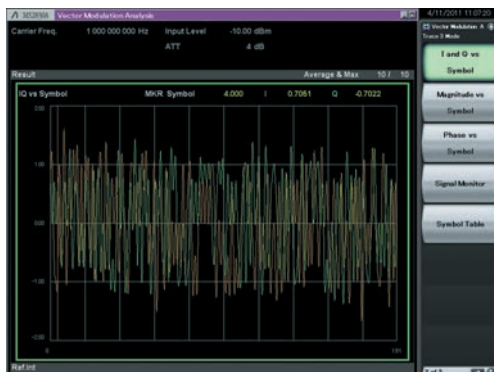 Vector Modulation Analysis
4/11/2011 11:07:20
Carrier Freq. 1 000 000 000 Hz Input Level -10.00 dBm
ATT 4 dB
Result Average & Max 10 / 10
IQ vs Symbol MKR Symbol 4.000 I 0.7051 Q -0.7022
2.00
1.00
0.00
-1.00
-2.00
0
Ref.Int
Trace 3 Mode
I and Q vs
Symbol
Magnitude vs
Symbol
Phase vs
Symbol
Signal Monitor
Symbol Table